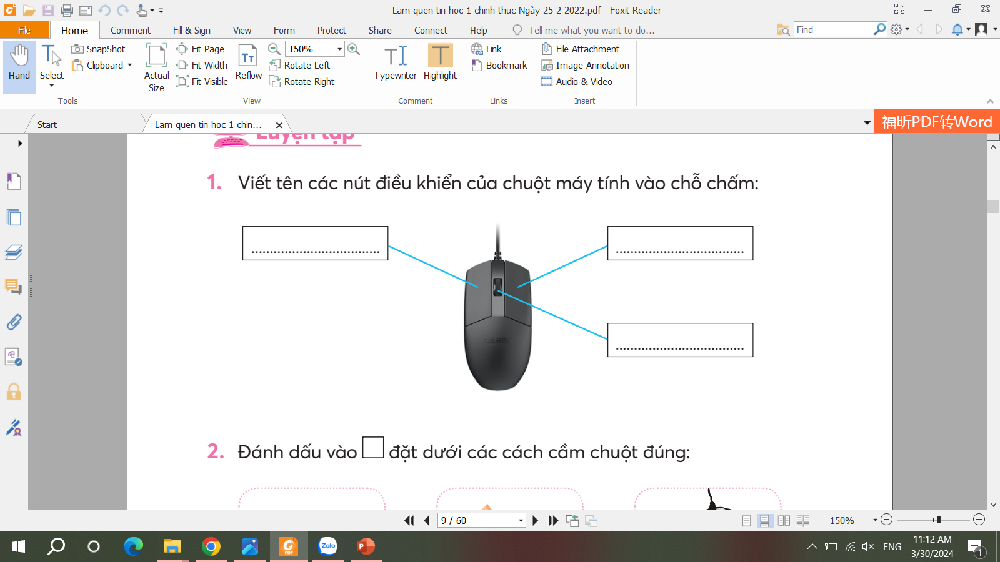 Lam quen tin hoc 1 chinh thuc-Ngày 25-2-2022.pdf - Foxit Reader
File Home Comment Fill & Sign View Form Protect Share Connect Help Tell me what you want to do... Find
Hand
Select
SnapShot
Clipboard
Tools
Actual Size
Fit Page
Fit Width
Fit Visible
Reflow
150%
Rotate Left
Rotate Right
View
Typewriter
Highlight
Comment
Link
Bookmark
Links
File Attachment
Image Annotation
Audio & Video
Insert
Start
Lam quen tin hoc 1 chin...
福昕PDF转Word
Luyện tập
1. Viết tên các nút điều khiển của chuột máy tính vào chỗ chấm:
..................................
..................................
..................................
DAREU
2. Đánh dấu vào đặt dưới các cách cầm chuột đúng:
9 / 60
150%
PDF
Zalo
P
ENG
11:12 AM
3/30/2024
1